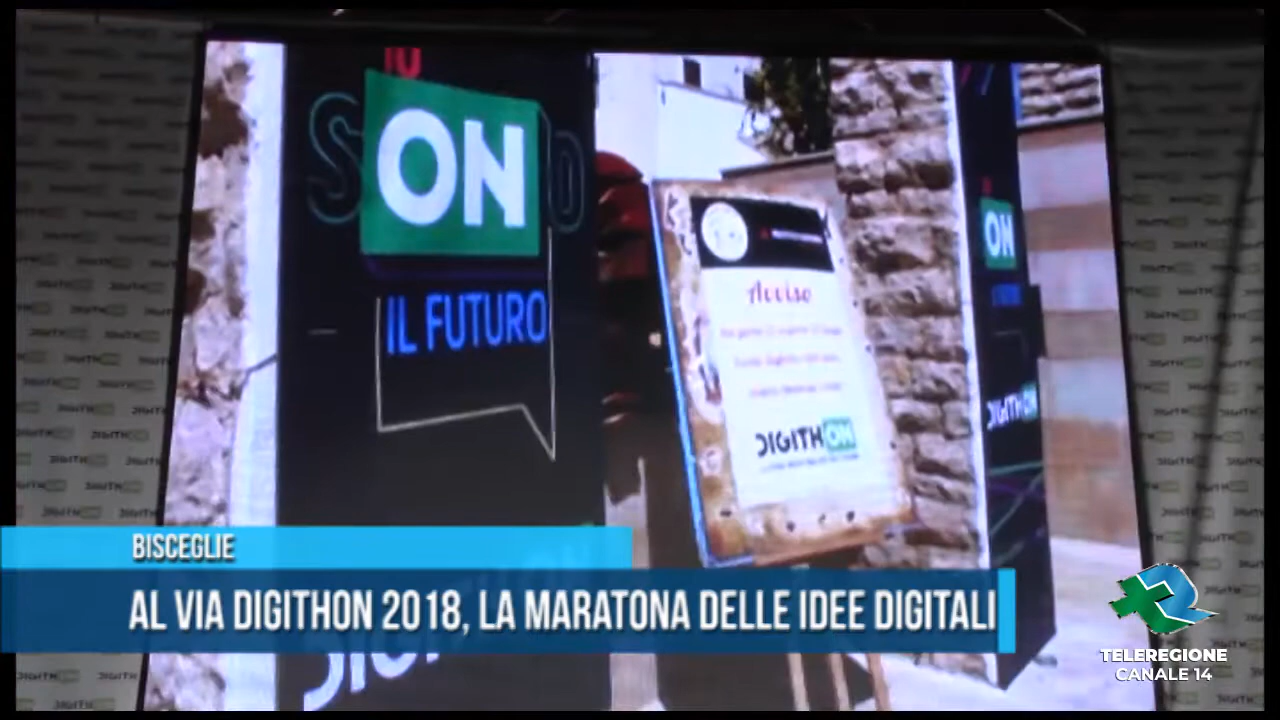 IO
S ON O
IL FUTURO
Avviso
DIGITHON
ON
DIGITHON
BISCEGLIE
AL VIA DIGITHON 2018, LA MARATONA DELLE IDEE DIGITALI
TELEREGIONE
CANALE 14